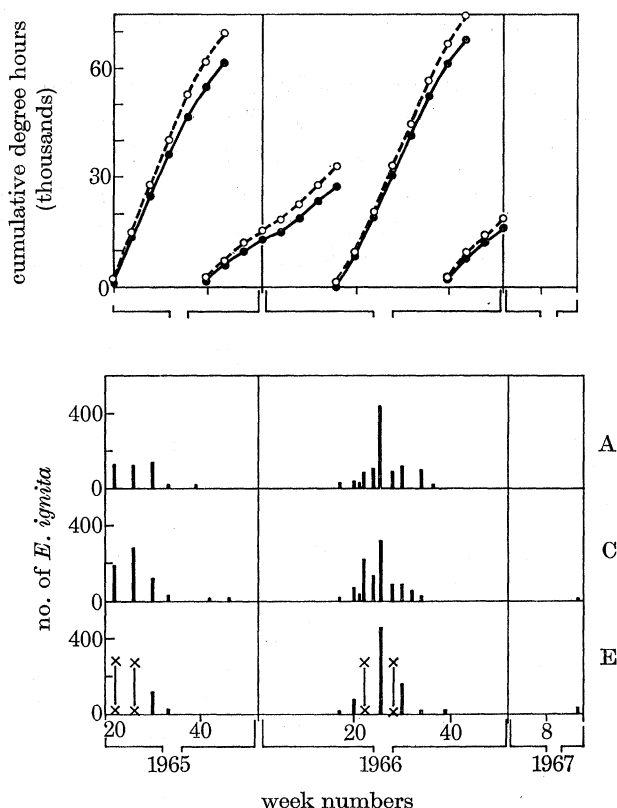 cumulative degree hours
(thousands)
60
30
0
no. of E. ignita
400
0
A
400
0
C
400
0
E
20 40 20 40 8
1965 1966 1967
week numbers